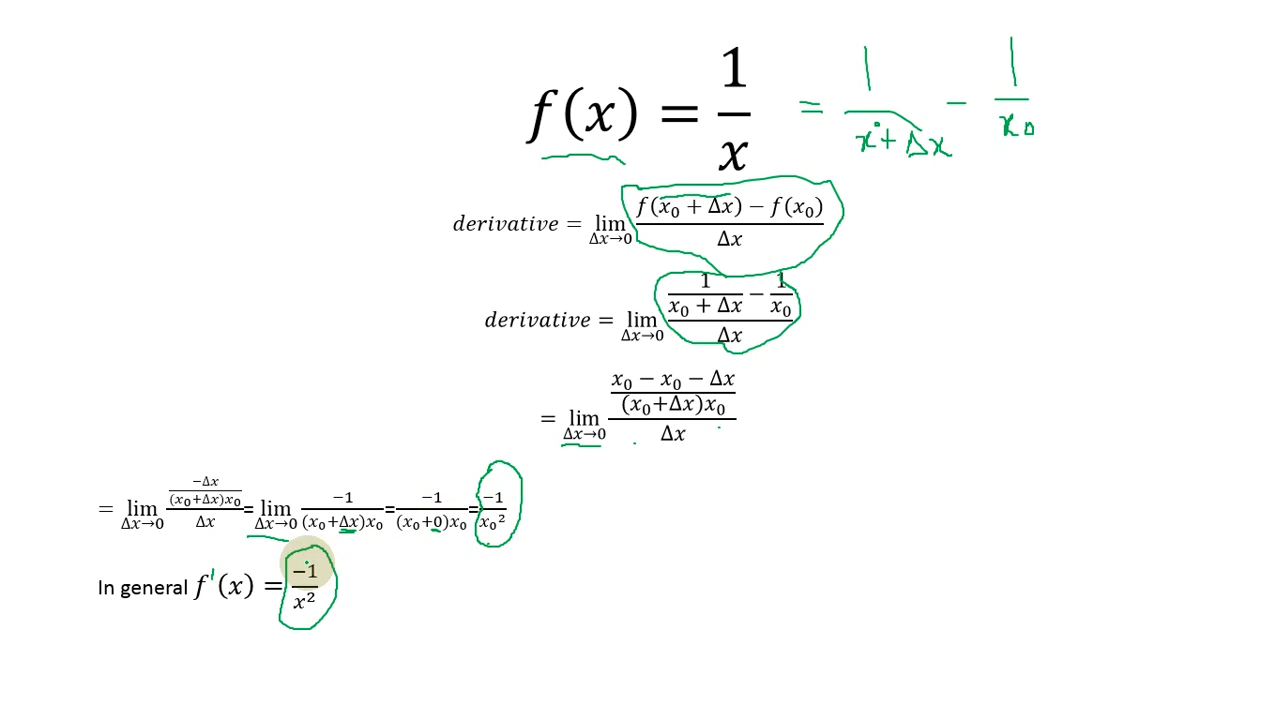 f(x) = 1/x = 1/(x° + Δx) − 1/x₀
derivative = lim_{Δx→0} (f(x₀ + Δx) − f(x₀))/Δx
derivative = lim_{Δx→0} (1/(x₀ + Δx) − 1/x₀)/Δx
= lim_{Δx→0} ((x₀ − x₀ − Δx)/((x₀+Δx)x₀))/Δx
= lim_{Δx→0} (−Δx/((x₀+Δx)x₀))/Δx = lim_{Δx→0} −1/((x₀+Δx)x₀) = −1/((x₀+0)x₀) = −1/x₀²
In general f'(x) = −1/x²